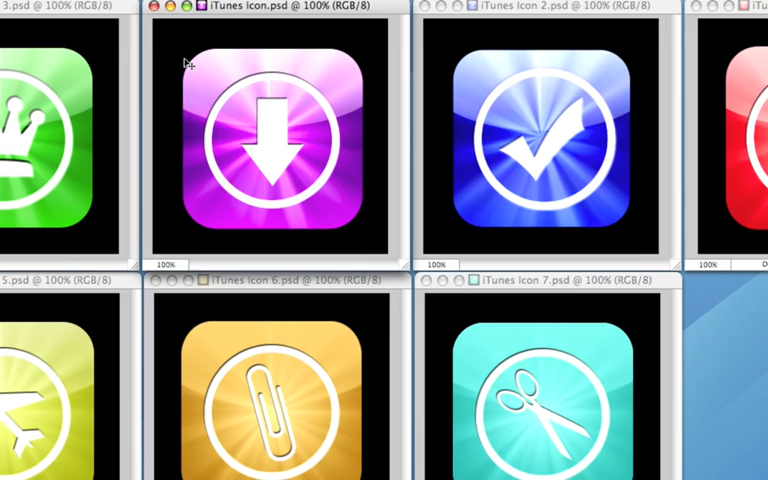 3.psd @ 100% (RGB/8)
iTunes Icon.psd @ 100% (RGB/8)
iTunes Icon 2.psd @ 100% (RGB/8)
100%
100%
100%
5.psd @ 100% (RGB/8)
iTunes Icon 6.psd @ 100% (RGB/8)
iTunes Icon 7.psd @ 100% (RGB/8)